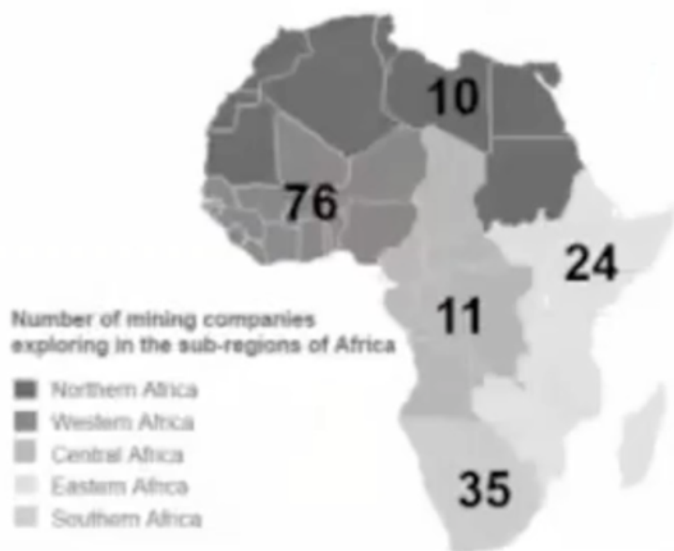 10
76
24
11
35
Number of mining companies
exploring in the sub-regions of Africa
Northern Africa
Western Africa
Central Africa
Eastern Africa
Southern Africa